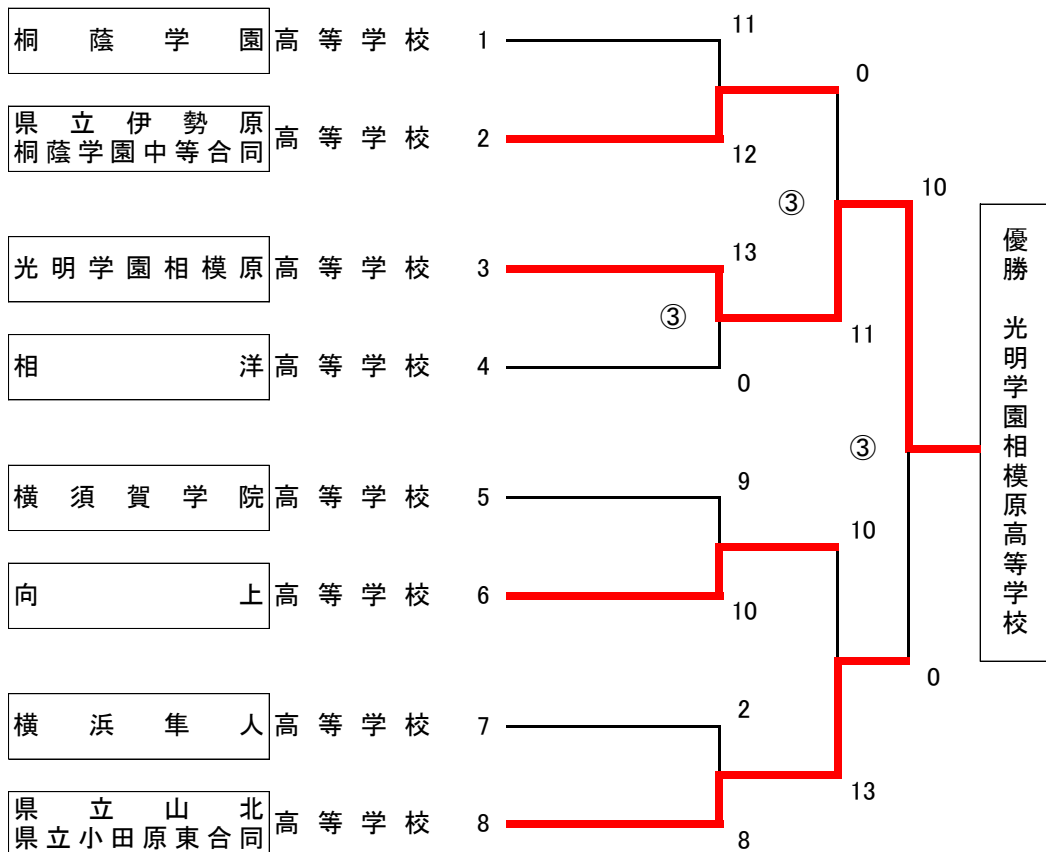 桐蔭学園高等学校 1
11
0
県立伊勢原
桐蔭学園中等合同
高等学校 2
12
③
10
光明学園相模原高等学校 3
13
③
11
相洋高等学校 4
0
優勝 光明学園相模原高等学校
③
横須賀学院高等学校 5
9
10
向上高等学校 6
10
0
横浜隼人高等学校 7
2
13
県立山北
県立小田原東合同
高等学校 8
8